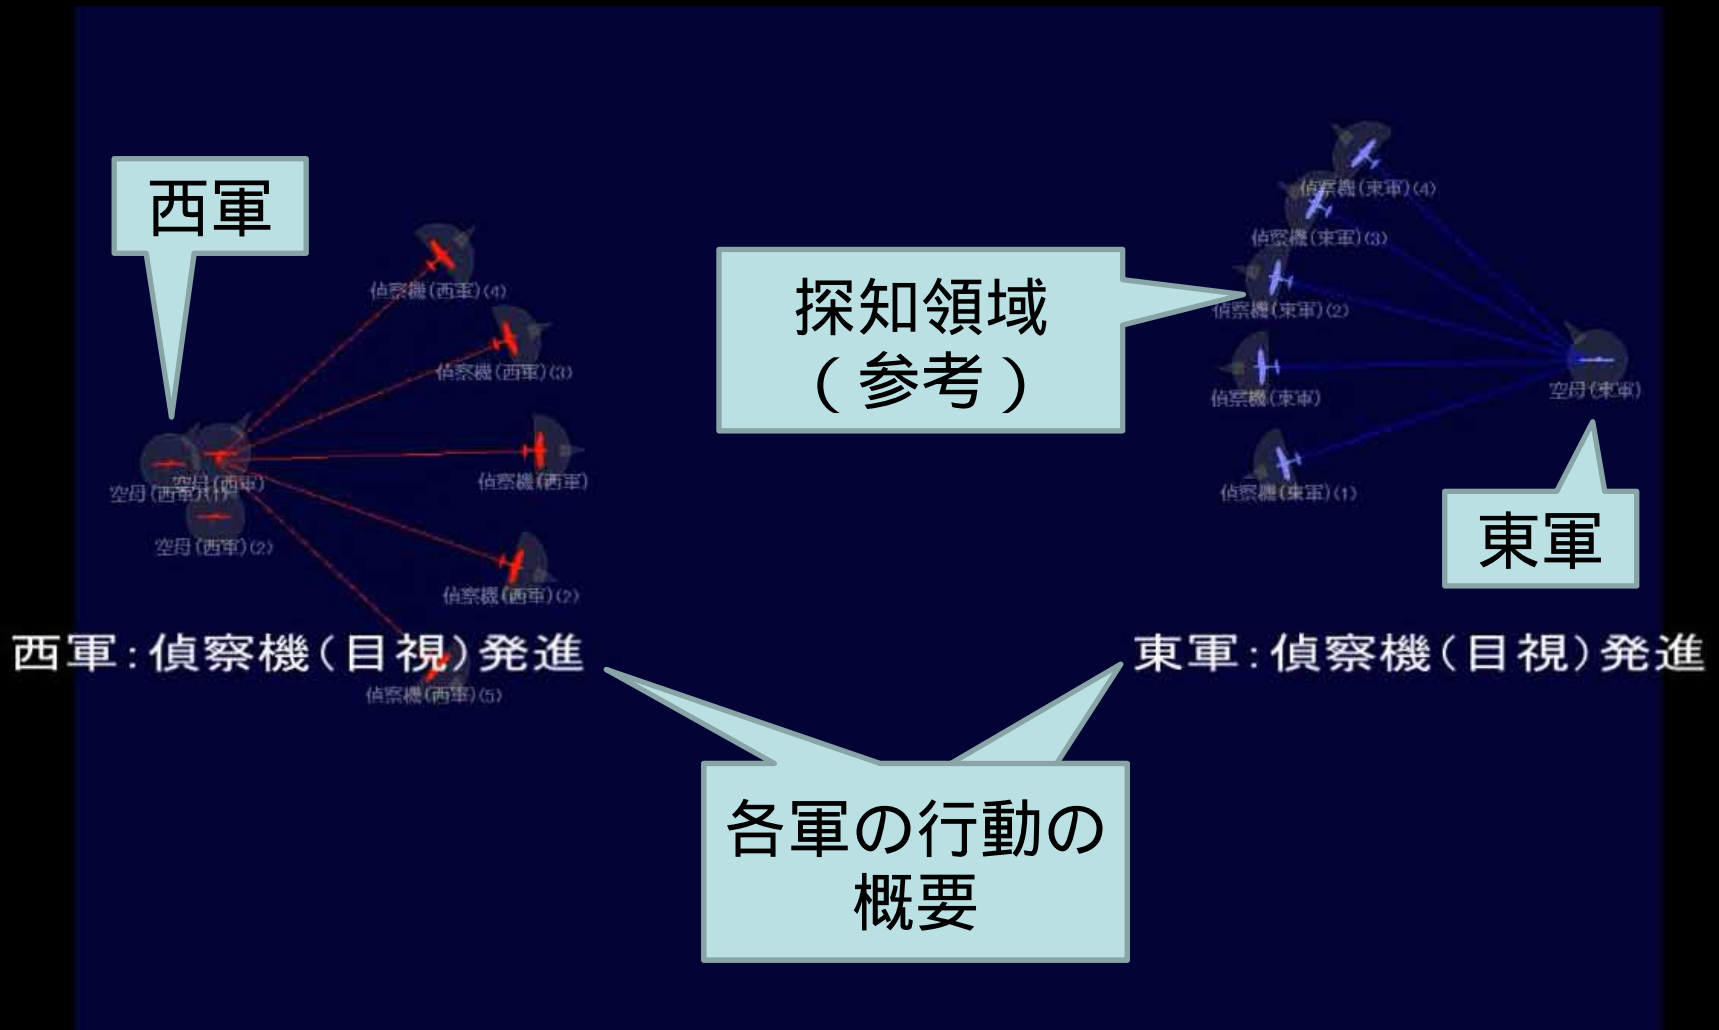 西軍
偵察機(東軍)(4)
偵察機(東軍)(3)
偵察機(西軍)(4)
探知領域
(参考)
偵察機(東軍)(2)
偵察機(西軍)(3)
偵察機(東軍)
空母(東軍)
偵察機(西軍)
空母(西軍)
空母(西軍)(1)
偵察機(東軍)(1)
空母(西軍)(2)
東軍
偵察機(西軍)(2)
西軍:偵察機(目視)発進
東軍:偵察機(目視)発進
偵察機(西軍)(5)
各軍の行動の
概要